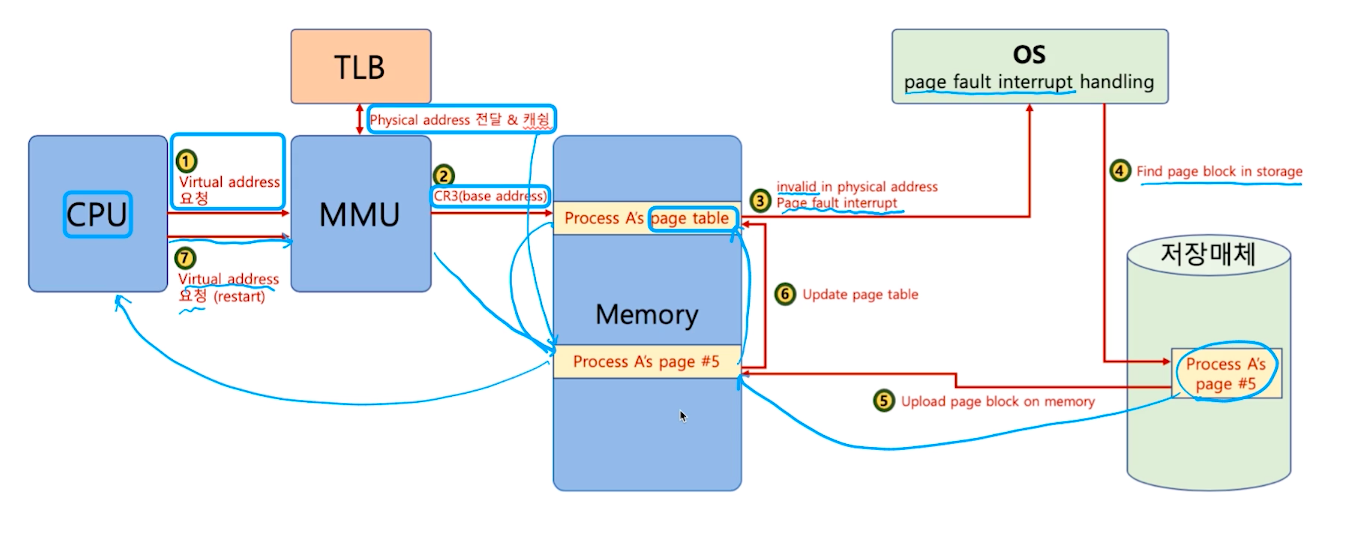 TLB
OS
page fault interrupt handling
Physical address 전달 & 캐슁
1
Virtual address
요청
CPU
MMU
2
CR3(base address)
Process A's page table
3
invalid in physical address
Page fault interrupt
4
Find page block in storage
7
Virtual address
요청 (restart)
저장매체
6
Update page table
Memory
Process A's page #5
Process A's
page #5
5
Upload page block on memory